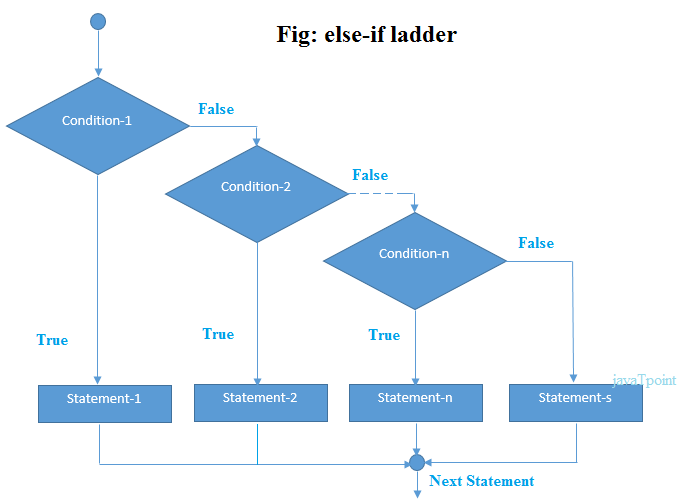 Fig: else-if ladder
Condition-1
False
Condition-2
False
Condition-n
False
True
True
True
javaTpoint
Statement-1
Statement-2
Statement-n
Statement-s
Next Statement